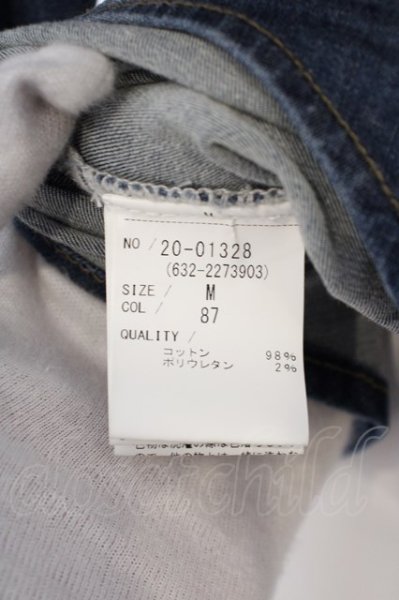 NO / 20-01328
(632-2273903)
SIZE / M
COL / 87
QUALITY /
コットン 98%
ポリウレタン 2%
closetchild